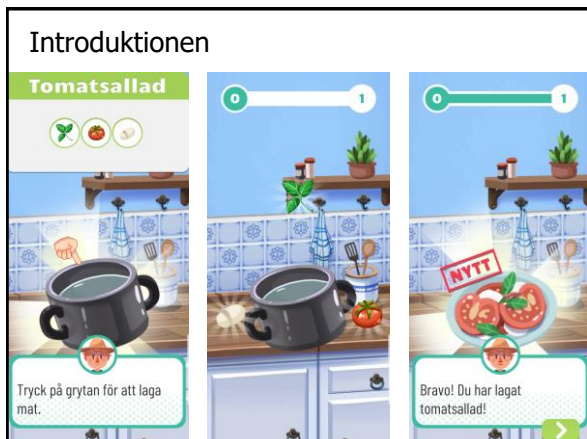 Introduktionen
Tomatsallad
Tryck på grytan för att laga
mat.
0 1
0 1
NYTT
Bravo! Du har lagat
tomatsallad!